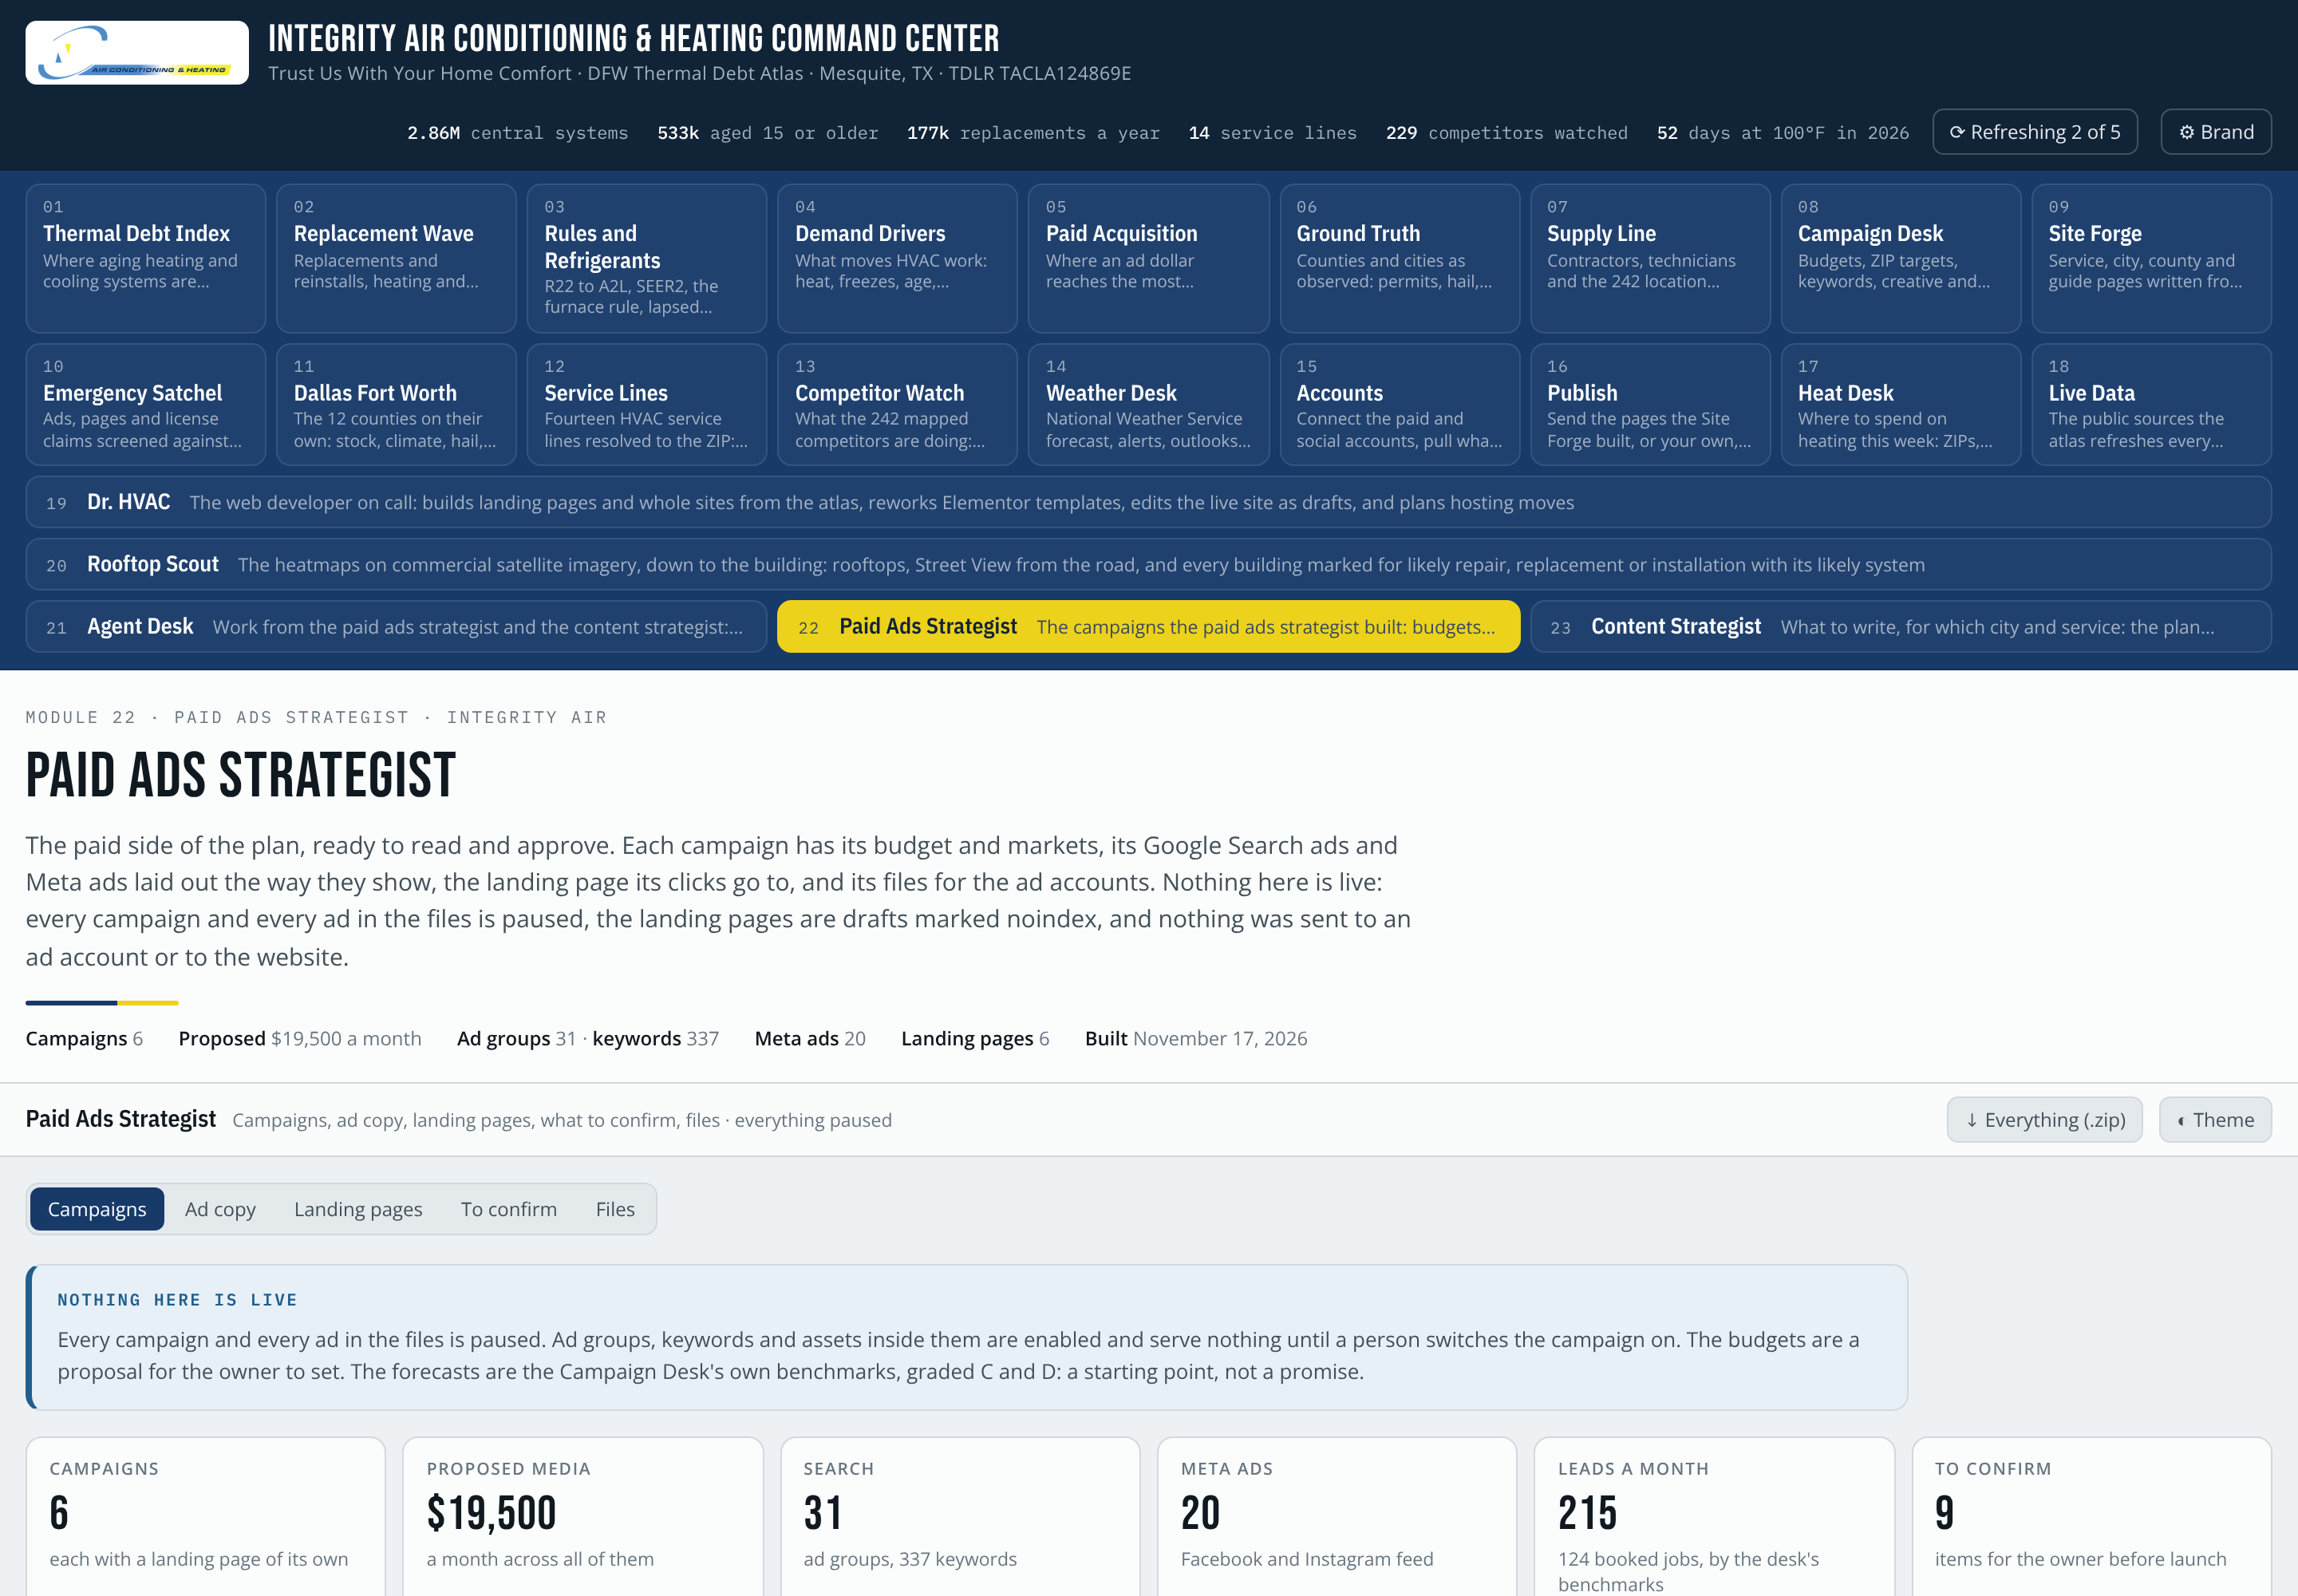 AIR CONDITIONING & HEATING
INTEGRITY AIR CONDITIONING & HEATING COMMAND CENTER
Trust Us With Your Home Comfort · DFW Thermal Debt Atlas · Mesquite, TX · TDLR TACLA124869E
2.86M central systems 533k aged 15 or older 177k replacements a year 14 service lines 229 competitors watched 52 days at 100°F in 2026 ⟳ Refreshing 2 of 5 ⚙ Brand
01
Thermal Debt Index
Where aging heating and
cooling systems are...
02
Replacement Wave
Replacements and
reinstalls, heating and...
03
Rules and
Refrigerants
R22 to A2L, SEER2, the
furnace rule, lapsed...
04
Demand Drivers
What moves HVAC work:
heat, freezes, age,...
05
Paid Acquisition
Where an ad dollar
reaches the most...
06
Ground Truth
Counties and cities as
observed: permits, hail,...
07
Supply Line
Contractors, technicians
and the 242 location...
08
Campaign Desk
Budgets, ZIP targets,
keywords, creative and...
09
Site Forge
Service, city, county and
guide pages written fro...
10
Emergency Satchel
Ads, pages and license
claims screened against...
11
Dallas Fort Worth
The 12 counties on their
own: stock, climate, hail,...
12
Service Lines
Fourteen HVAC service
lines resolved to the ZIP:...
13
Competitor Watch
What the 242 mapped
competitors are doing:...
14
Weather Desk
National Weather Service
forecast, alerts, outlooks...
15
Accounts
Connect the paid and
social accounts, pull wha...
16
Publish
Send the pages the Site
Forge built, or your own,...
17
Heat Desk
Where to spend on
heating this week: ZIPs,...
18
Live Data
The public sources the
atlas refreshes every...
19 Dr. HVAC The web developer on call: builds landing pages and whole sites from the atlas, reworks Elementor templates, edits the live site as drafts, and plans hosting moves
20 Rooftop Scout The heatmaps on commercial satellite imagery, down to the building: rooftops, Street View from the road, and every building marked for likely repair, replacement or installation with its likely system
21 Agent Desk Work from the paid ads strategist and the content strategist:...
22 Paid Ads Strategist The campaigns the paid ads strategist built: budgets...
23 Content Strategist What to write, for which city and service: the plan...
MODULE 22 · PAID ADS STRATEGIST · INTEGRITY AIR
PAID ADS STRATEGIST
The paid side of the plan, ready to read and approve. Each campaign has its budget and markets, its Google Search ads and
Meta ads laid out the way they show, the landing page its clicks go to, and its files for the ad accounts. Nothing here is live:
every campaign and every ad in the files is paused, the landing pages are drafts marked noindex, and nothing was sent to an
ad account or to the website.
Campaigns 6 Proposed $19,500 a month Ad groups 31 · keywords 337 Meta ads 20 Landing pages 6 Built November 17, 2026
Paid Ads Strategist Campaigns, ad copy, landing pages, what to confirm, files · everything paused ↓ Everything (.zip) Theme
Campaigns Ad copy Landing pages To confirm Files
NOTHING HERE IS LIVE
Every campaign and every ad in the files is paused. Ad groups, keywords and assets inside them are enabled and serve nothing until a person switches the campaign on. The budgets are a
proposal for the owner to set. The forecasts are the Campaign Desk's own benchmarks, graded C and D: a starting point, not a promise.
CAMPAIGNS
6
each with a landing page of its own
PROPOSED MEDIA
$19,500
a month across all of them
SEARCH
31
ad groups, 337 keywords
META ADS
20
Facebook and Instagram feed
LEADS A MONTH
215
124 booked jobs, by the desk's
benchmarks
TO CONFIRM
9
items for the owner before launch